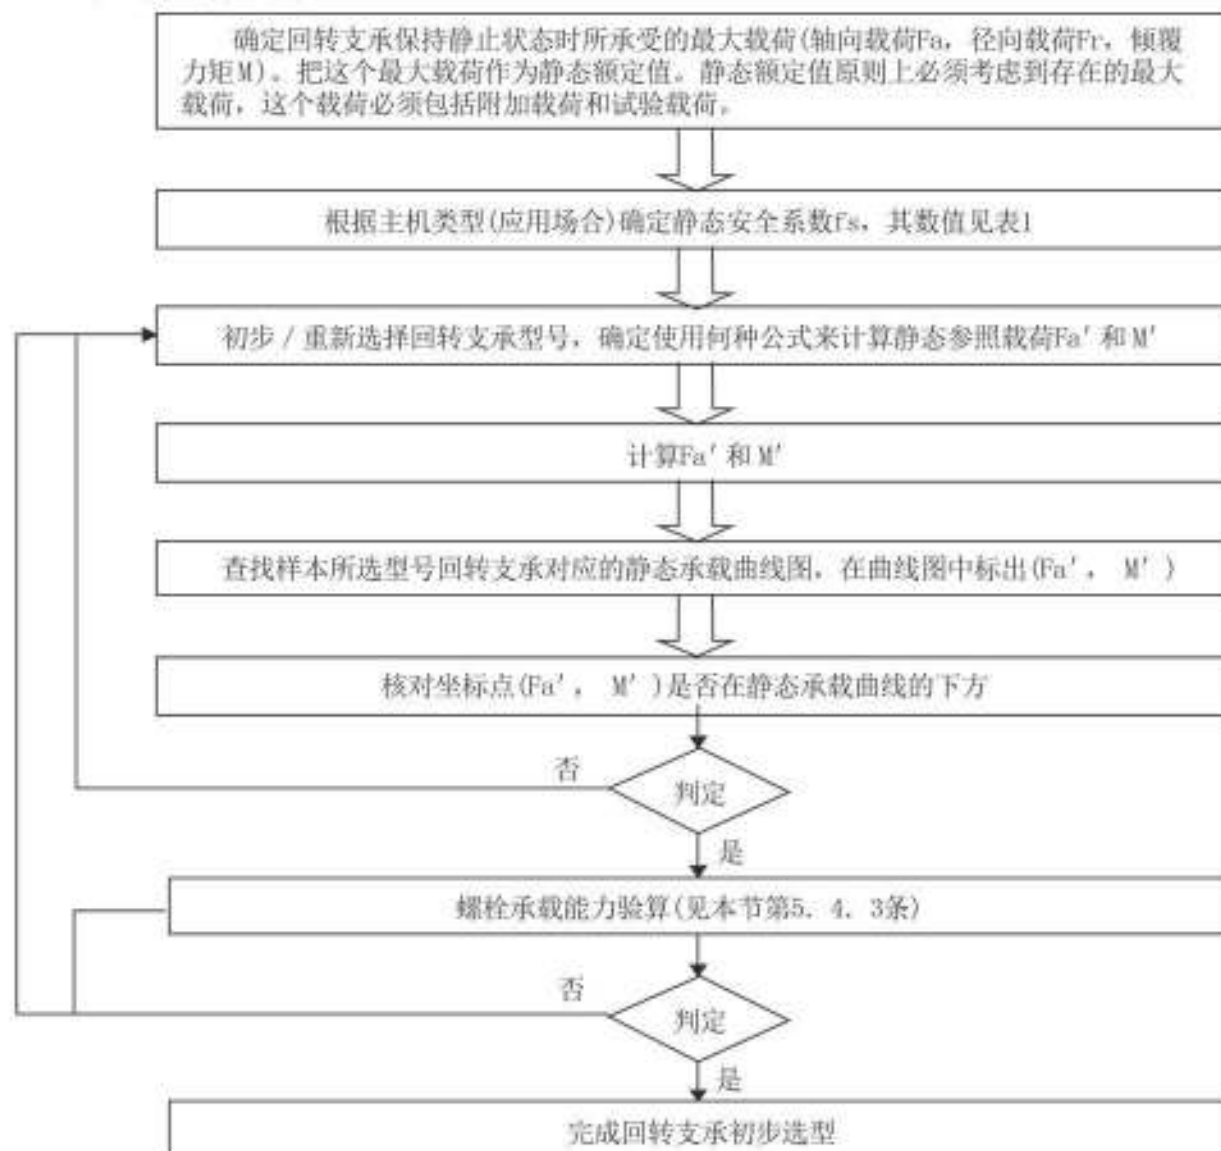 确定回转支承保持静止状态时所承受的最大载荷(轴向载荷Fa，径向载荷Fr，倾覆
力矩M)。把这个最大载荷作为静态额定值。静态额定值原则上必须考虑到存在的最大
载荷，这个载荷必须包括附加载荷和试验载荷。
根据主机类型(应用场合)确定静态安全系数fs，其数值见表1
初步／重新选择回转支承型号，确定使用何种公式来计算静态参照载荷Fa′和M′
计算Fa′和M′
查找样本所选型号回转支承对应的静态承载曲线图，在曲线图中标出(Fa′， M′)
核对坐标点(Fa′， M′)是否在静态承载曲线的下方
否
判定
是
螺栓承载能力验算(见本节第5. 4. 3条)
否
判定
是
完成回转支承初步选型